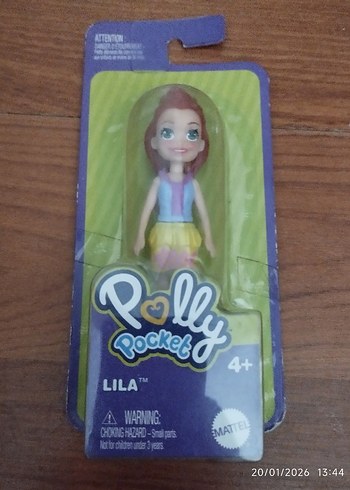 ATTENTION:
Polly
POCKET
4+
LILA™
WARNING:
CHOKING HAZARD – Small parts.
Not for children under 3 years.
MATTEL
20/01/2026 13:44